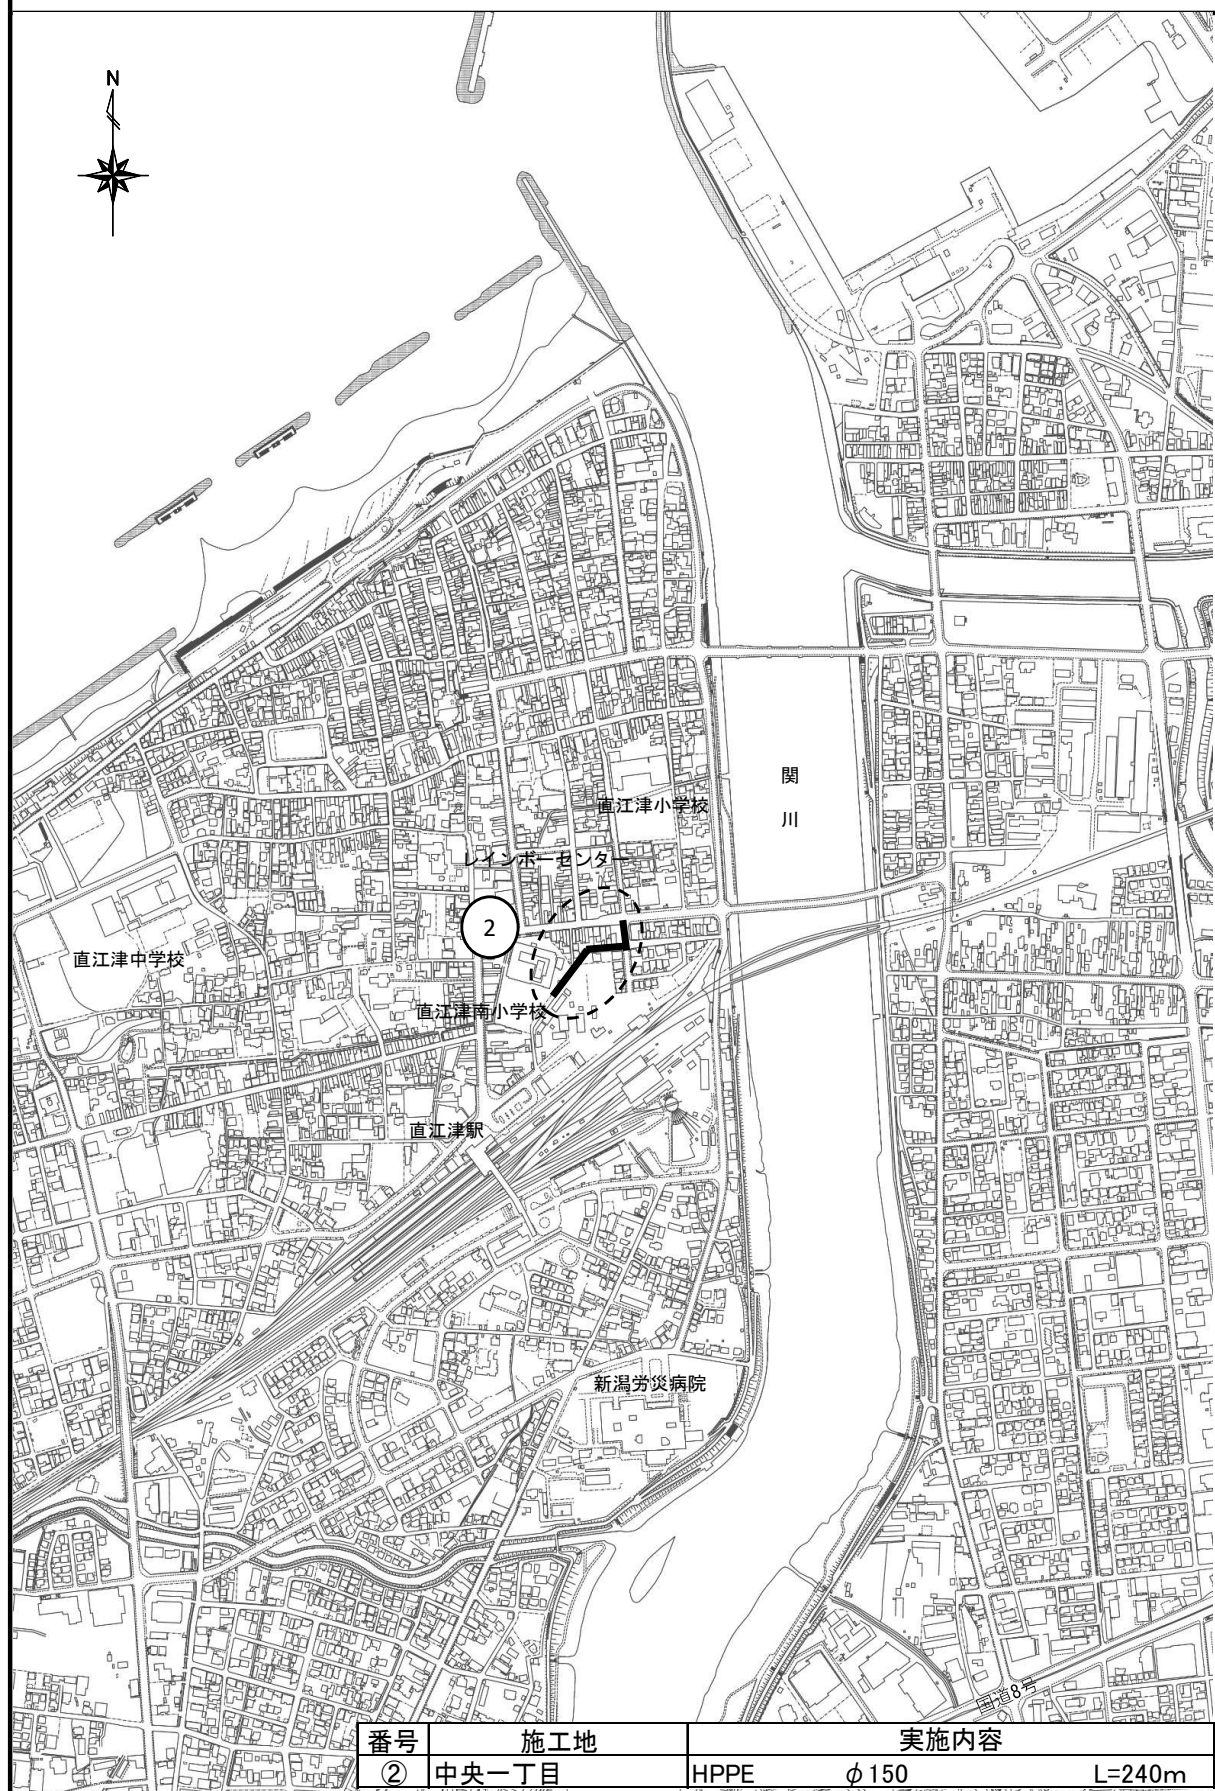 N
関
川
直江津小学校
レインボーセンター
2
直江津中学校
直江津南小学校
直江津駅
新潟労災病院
国道8号
番号 施工地 実施内容
② 中央一丁目 HPPE φ150 L=240m